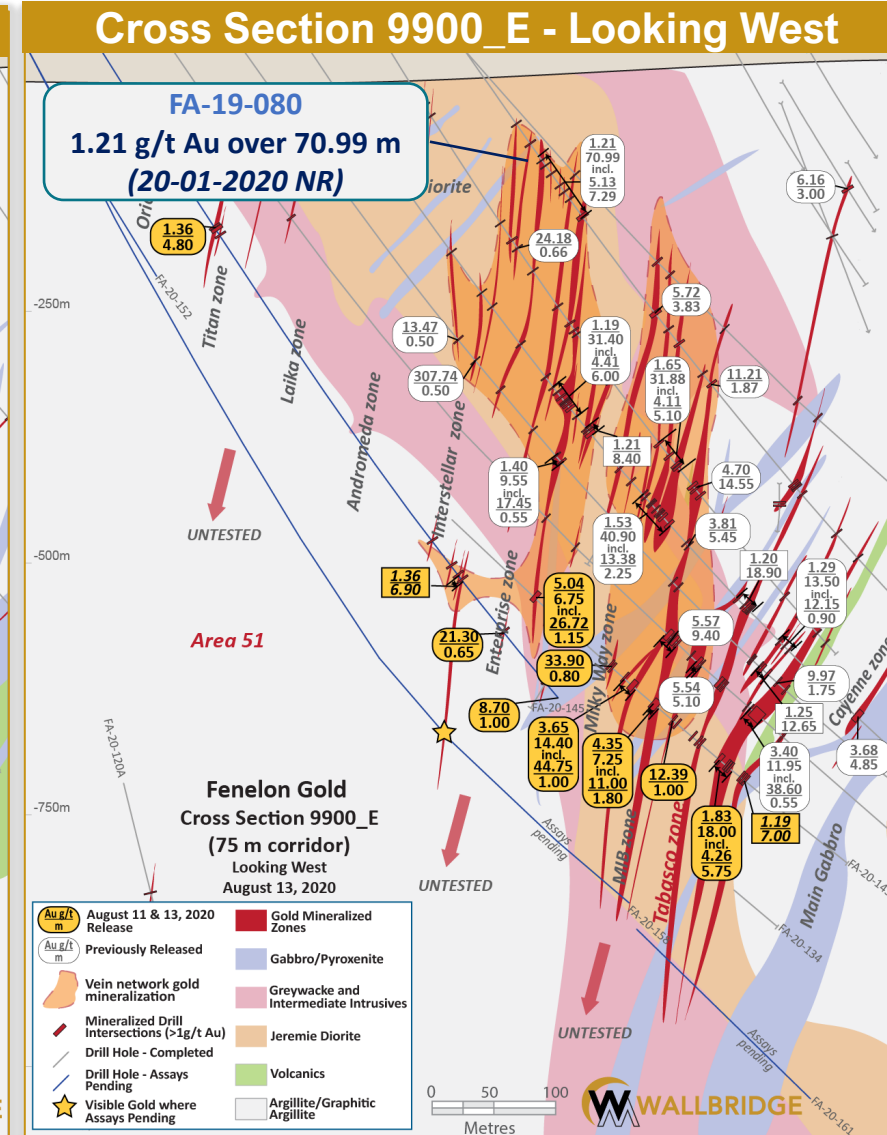 Cross Section 9900_E - Looking West
FA-19-080
1.21 g/t Au over 70.99 m
(20-01-2020 NR)
iorite
Ori
1.36
4.80
FA-20-152
Titan zone
Laika zone
Andromeda zone
Interstellar zone
Enterprise zone
Milky Way zone
MIB zone
Tabasco zone
Cayenne zone
Main Gabbro
-250m
-500m
-750m
1.21
70.99
incl.
5.13
7.29
6.16
3.00
24.18
0.66
5.72
3.83
13.47
0.50
307.74
0.50
1.19
31.40
incl.
4.41
6.00
1.65
31.88
incl.
4.11
5.10
11.21
1.87
1.21
8.40
4.70
14.55
1.40
9.55
incl.
17.45
0.55
1.53
40.90
incl.
13.38
2.25
3.81
5.45
1.20
18.90
1.29
13.50
incl.
12.15
0.90
UNTESTED
1.36
6.90
5.04
6.75
incl.
26.72
1.15
21.30
0.65
33.90
0.80
5.57
9.40
5.54
5.10
9.97
1.75
1.25
12.65
8.70
1.00
FA-20-145
3.65
14.40
incl.
44.75
1.00
4.35
7.25
incl.
11.00
1.80
12.39
1.00
3.40
11.95
incl.
38.60
0.55
3.68
4.85
1.83
18.00
incl.
4.26
5.75
1.19
7.00
Area 51
FA-20-120A
Assays
pending
UNTESTED
FA-20-134
UNTESTED
Assays
pending
FA-20-161
Fenelon Gold
Cross Section 9900_E
(75 m corridor)
Looking West
August 13, 2020
Au g/t
m
August 11 & 13, 2020
Release
Au g/t
m
Previously Released
Vein network gold
mineralization
Mineralized Drill
Intersections (>1g/t Au)
Drill Hole - Completed
Drill Hole - Assays
Pending
Visible Gold where
Assays Pending
Gold Mineralized
Zones
Gabbro/Pyroxenite
Greywacke and
Intermediate Intrusives
Jeremie Diorite
Volcanics
Argillite/Graphitic
Argillite
0 50 100
Metres
WALLBRIDGE